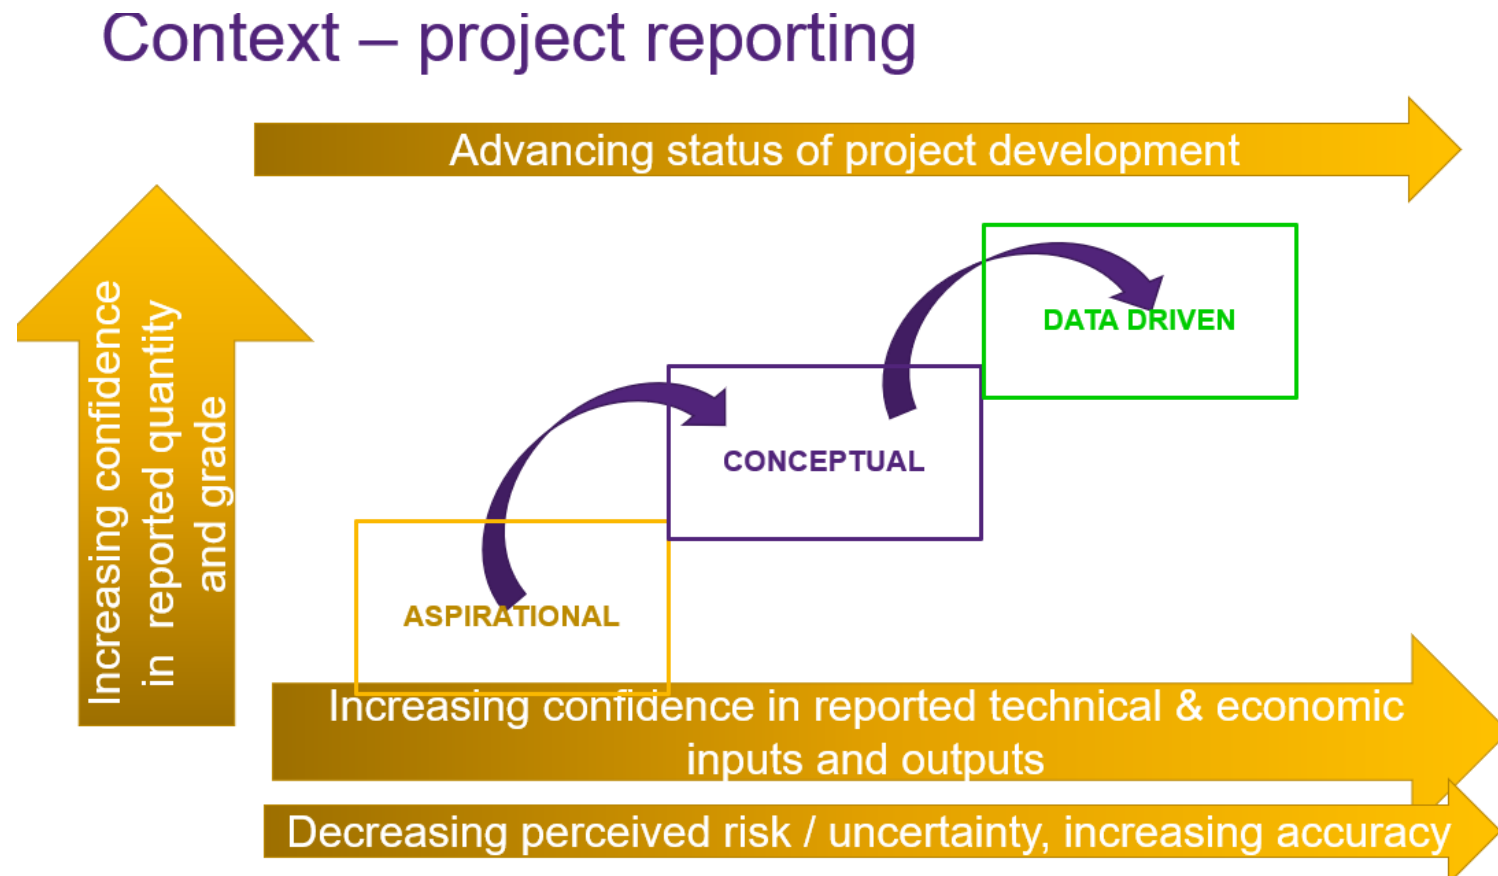 Context – project reporting
Advancing status of project development
Increasing confidence
in reported quantity
and grade
DATA DRIVEN
CONCEPTUAL
ASPIRATIONAL
Increasing confidence in reported technical & economic
inputs and outputs
Decreasing perceived risk / uncertainty, increasing accuracy